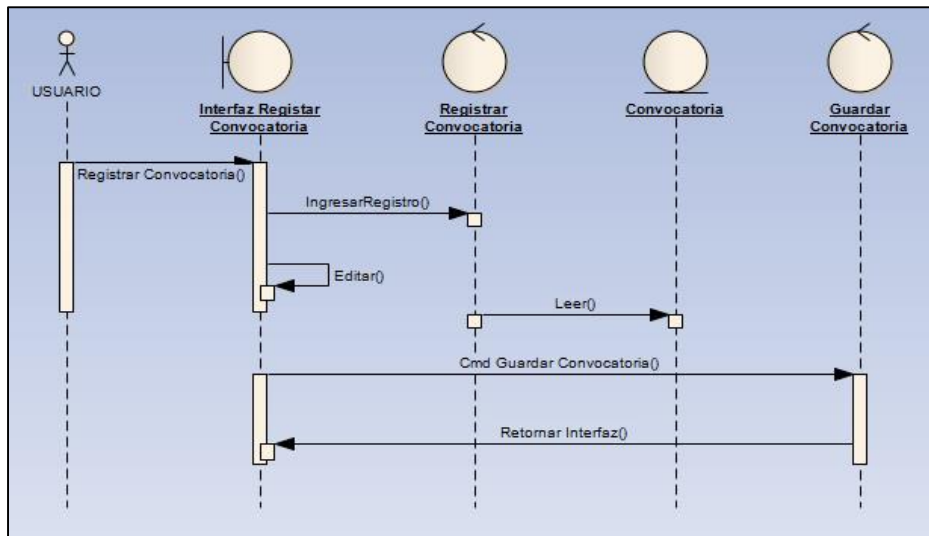 USUARIO
Interfaz Registar
Convocatoria
Registrar
Convocatoria
Convocatoria
Guardar
Convocatoria
Registrar Convocatoria()
IngresarRegistro()
Editar()
Leer()
Cmd Guardar Convocatoria()
Retornar Interfaz()